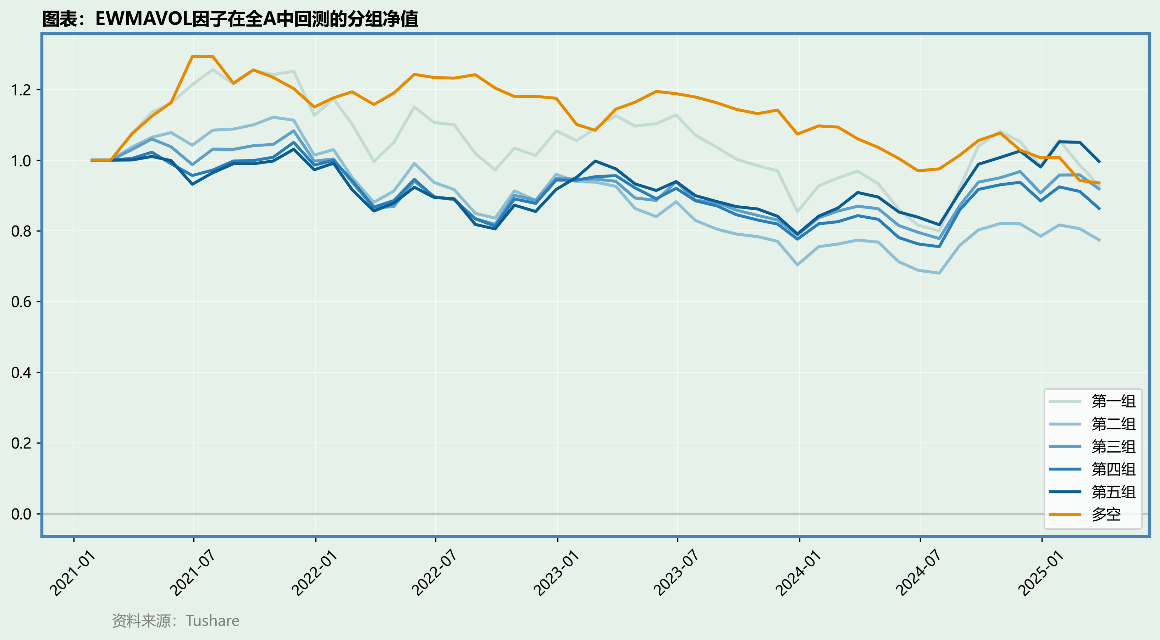 图表：EWMAVOL因子在全A中回测的分组净值
1.2
1.0
0.8
0.6
0.4
0.2
0.0
第一组
第二组
第三组
第四组
第五组
多空
2021-01
2021-07
2022-01
2022-07
2023-01
2023-07
2024-01
2024-07
2025-01
资料来源：Tushare